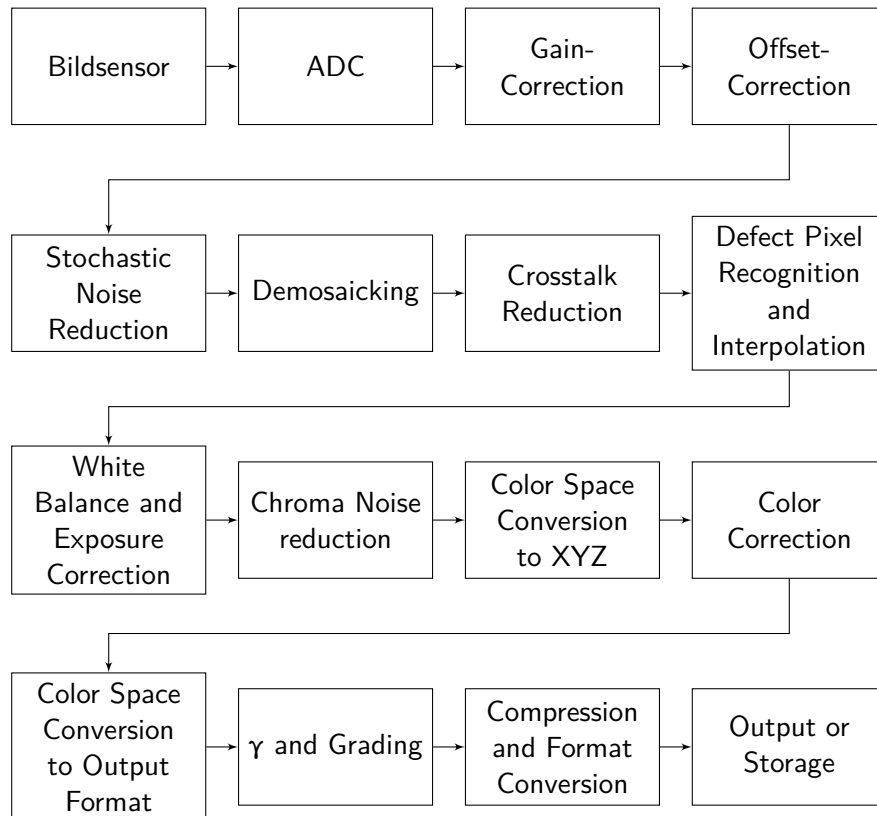 Bildsensor
ADC
Gain-
Correction
Offset-
Correction
Stochastic
Noise
Reduction
Demosaicking
Crosstalk
Reduction
Defect Pixel
Recognition
and
Interpolation
White
Balance and
Exposure
Correction
Chroma Noise
reduction
Color Space
Conversion
to XYZ
Color
Correction
Color Space
Conversion
to Output
Format
γ and Grading
Compression
and Format
Conversion
Output or
Storage